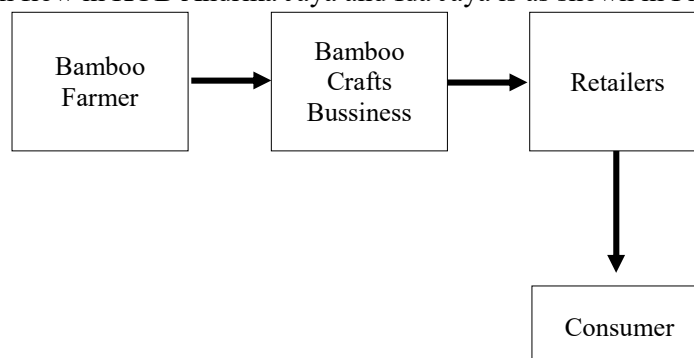 Bamboo
Farmer
Bamboo
Crafts
Bussiness
Retailers
Consumer